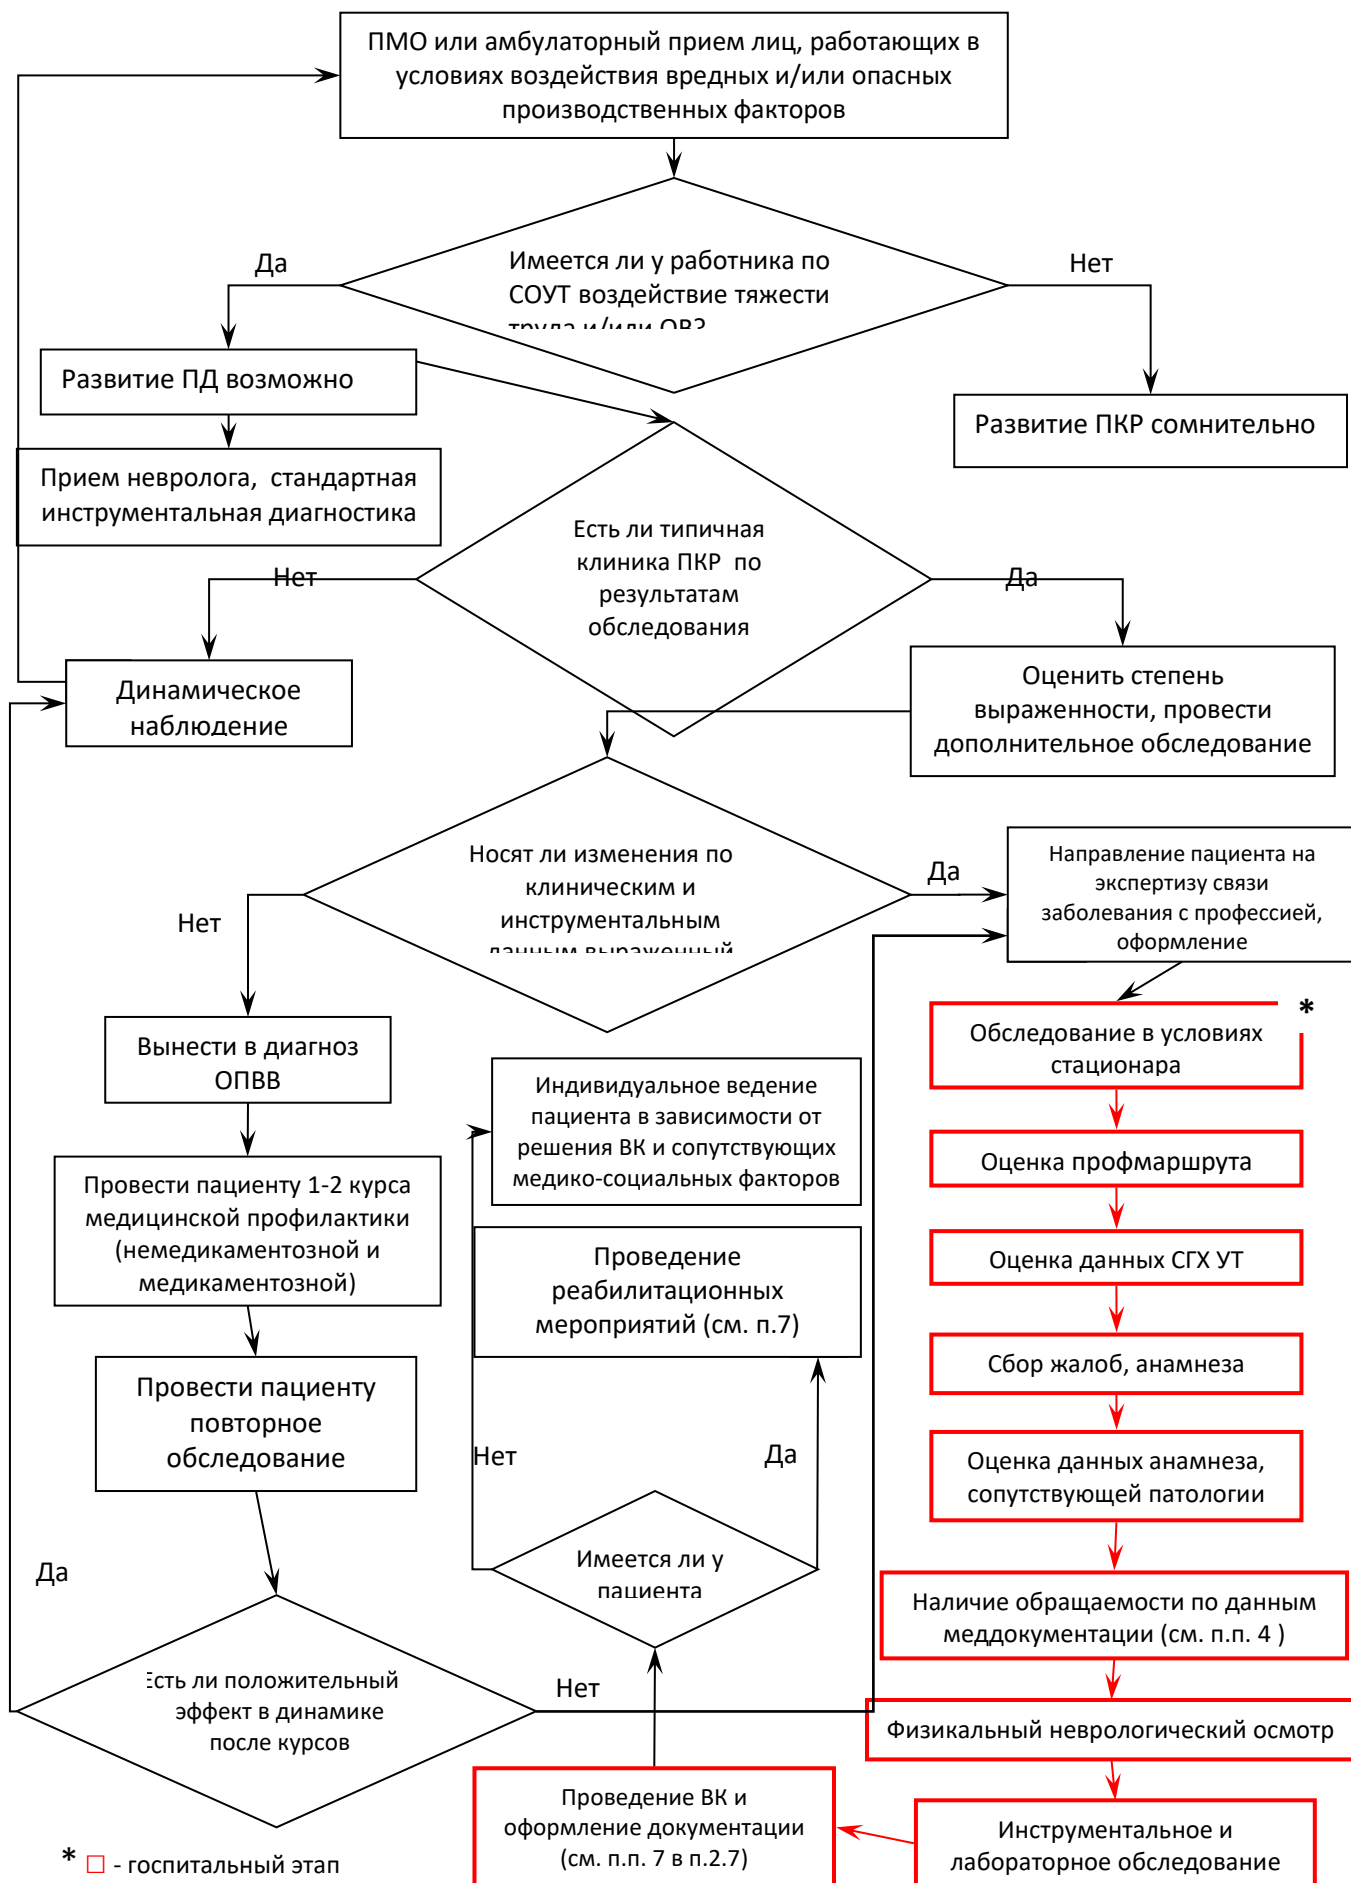 ПМО или амбулаторный прием лиц, работающих в
условиях воздействия вредных и/или опасных
производственных факторов
Да
Нет
Имеется ли у работника по
СОУТ воздействие тяжести
труда и/или ОВ?
Развитие ПД возможно
Развитие ПКР сомнительно
Прием невролога, стандартная
инструментальная диагностика
Есть ли типичная
клиника ПКР по
результатам
обследования
Нет
Да
Динамическое
наблюдение
Оценить степень
выраженности, провести
дополнительное обследование
Носят ли изменения по
клиническим и
инструментальным
данным выраженный
Да
Нет
Направление пациента на
экспертизу связи
заболевания с профессией,
оформление
*
Обследование в условиях
стационара
Вынести в диагноз
ОПВВ
Индивидуальное ведение
пациента в зависимости от
решения ВК и сопутствующих
медико-социальных факторов
Оценка профмаршрута
Провести пациенту 1-2 курса
медицинской профилактики
(немедикаментозной и
медикаментозной)
Проведение
реабилитационных
мероприятий (см. п.7)
Оценка данных СГХ УТ
Сбор жалоб, анамнеза
Провести пациенту
повторное
обследование
Нет
Да
Оценка данных анамнеза,
сопутствующей патологии
Имеется ли у
пациента
Да
Наличие обращаемости по данным
меддокументации (см. п.п. 4 )
Есть ли положительный
эффект в динамике
после курсов
Нет
Физикальный неврологический осмотр
Проведение ВК и
оформление документации
(см. п.п. 7 в п.2.7)
Инструментальное и
лабораторное обследование
* □ - госпитальный этап